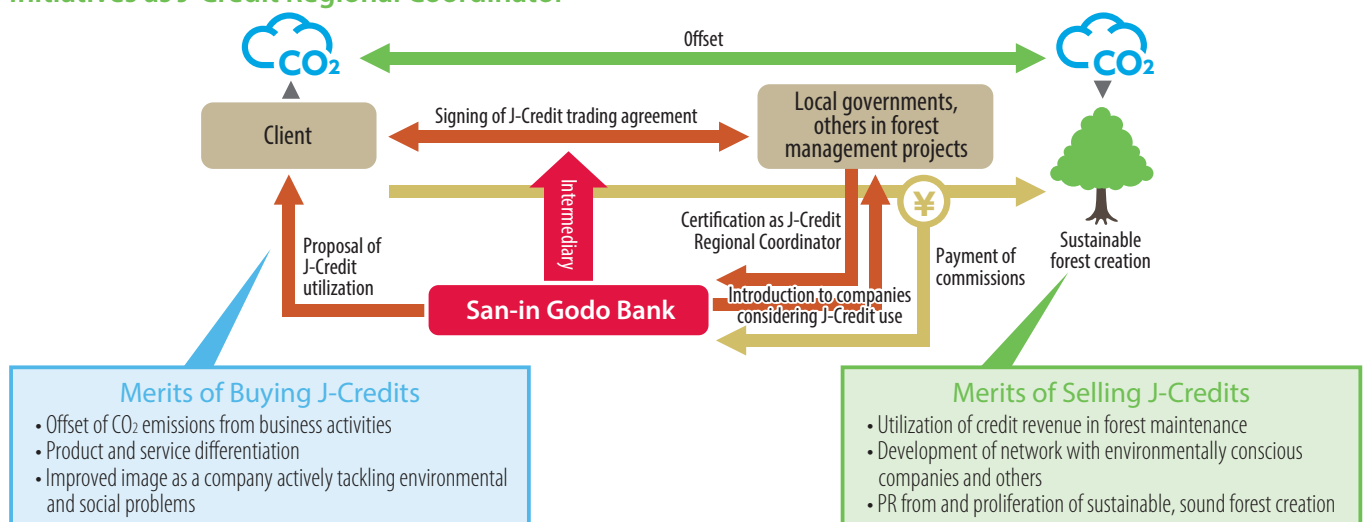 Initiatives as J-Credit Regional Coordinator
CO2
Offset
CO2
Client
Signing of J-Credit trading agreement
Local governments,
others in forest
management projects
Intermediary
¥
Proposal of
J-Credit
utilization
Certification as J-Credit
Regional Coordinator
Payment of
commissions
Sustainable
forest creation
San-in Godo Bank
Introduction to companies
considering J-Credit use
Merits of Buying J-Credits
• Offset of CO2 emissions from business activities
• Product and service differentiation
• Improved image as a company actively tackling environmental
and social problems
Merits of Selling J-Credits
• Utilization of credit revenue in forest maintenance
• Development of network with environmentally conscious
companies and others
• PR from and proliferation of sustainable, sound forest creation